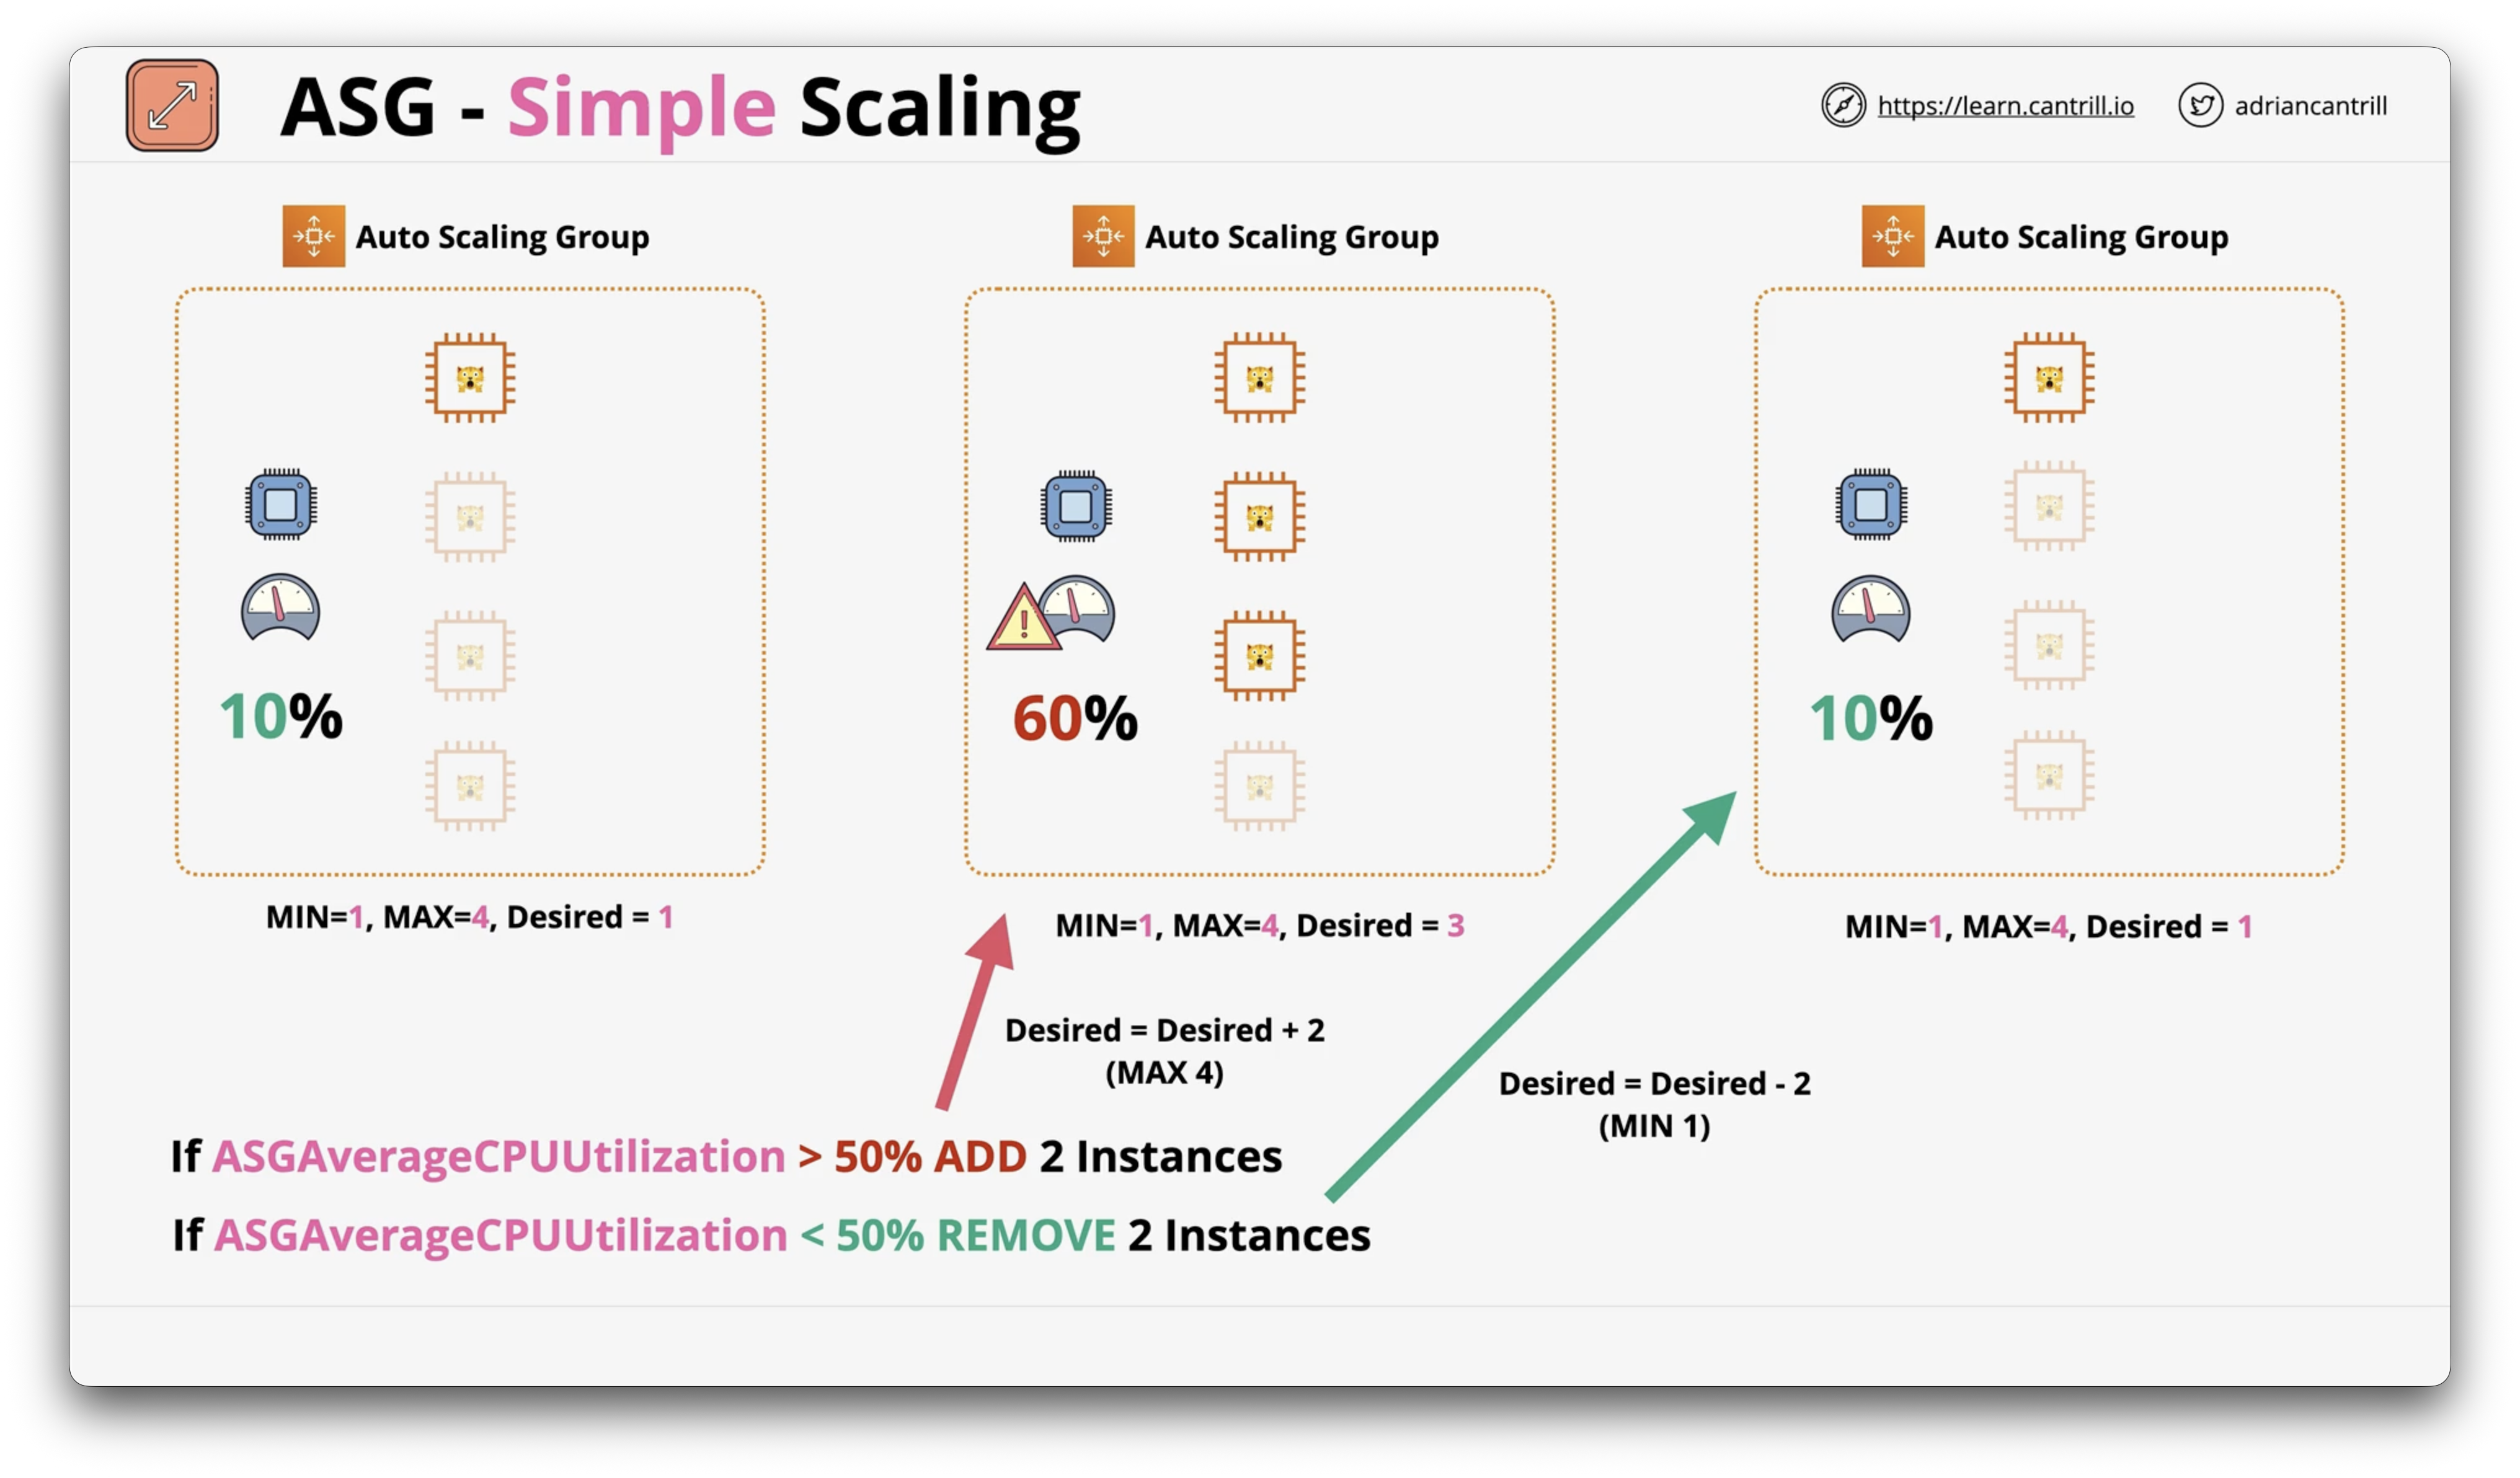 ASG - Simple Scaling
https://learn.cantrill.io
adriancantrill
Auto Scaling Group
Auto Scaling Group
Auto Scaling Group
10%
60%
10%
MIN=1, MAX=4, Desired = 1
MIN=1, MAX=4, Desired = 3
MIN=1, MAX=4, Desired = 1
Desired = Desired + 2
(MAX 4)
Desired = Desired - 2
(MIN 1)
If ASGAverageCPUUtilization > 50% ADD 2 Instances
If ASGAverageCPUUtilization < 50% REMOVE 2 Instances